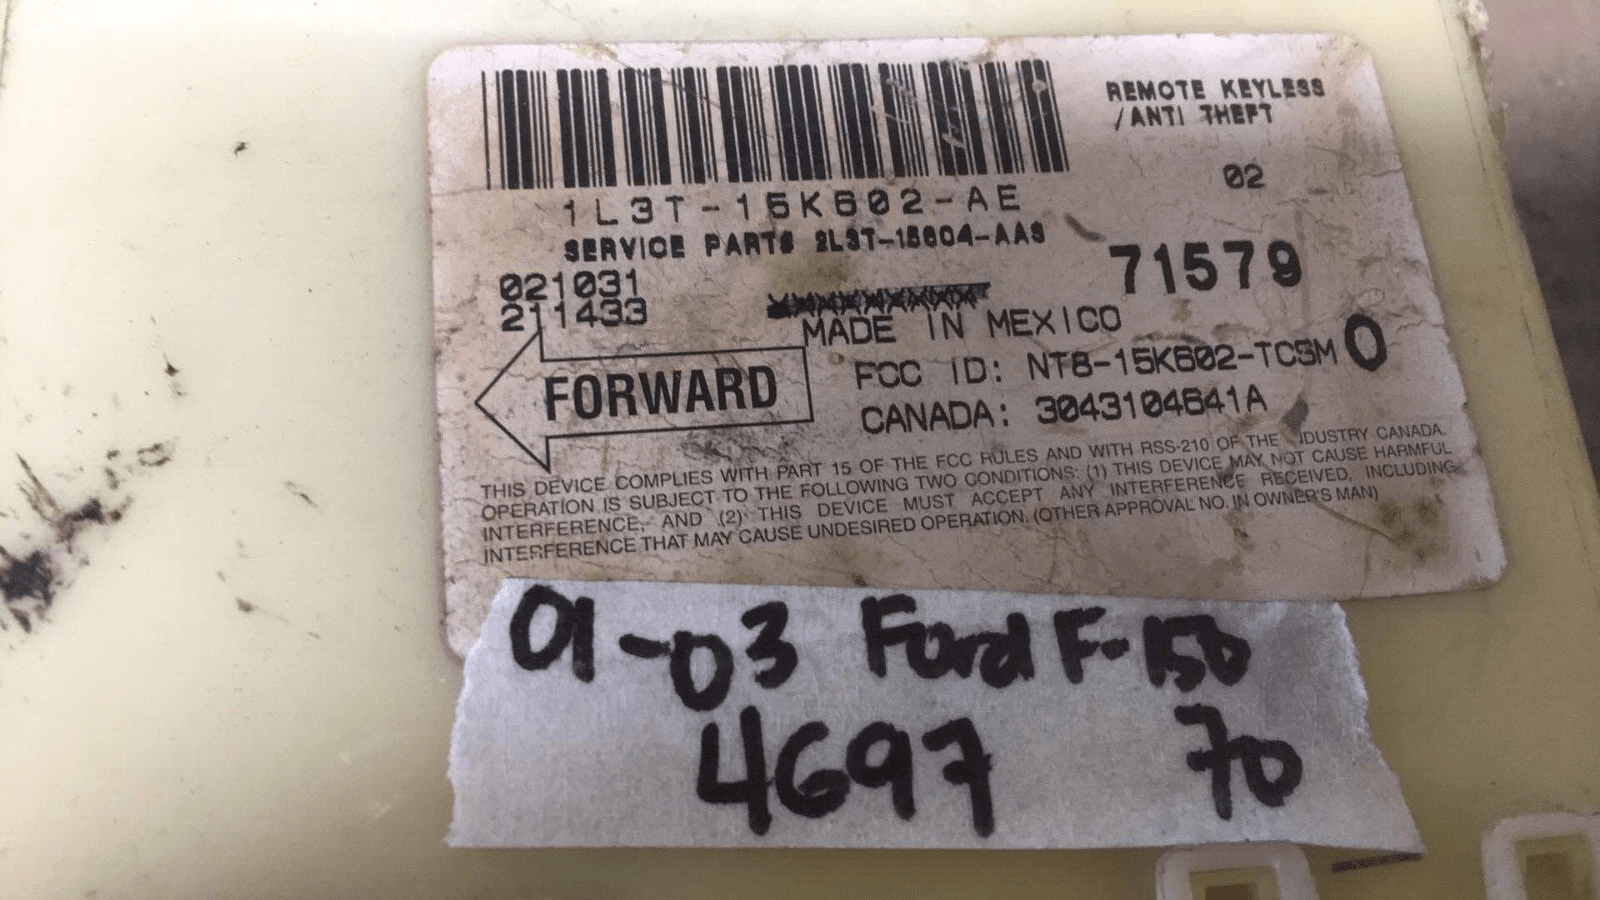 REMOTE KEYLESS
/ANTI THEFT
02
1L3T-15K602-AE
SERVICE PARTS 2L3T-15604-AAS
021031
211433
71579
MADE IN MEXICO
FORWARD
FCC ID: NT8-15K602-TCSM O
CANADA: 3043104641A
THIS DEVICE COMPLIES WITH PART 15 OF THE FCC RULES AND WITH RSS-210 OF THE IDUSTRY CANADA.
OPERATION IS SUBJECT TO THE FOLLOWING TWO CONDITIONS: (1) THIS DEVICE MAY NOT CAUSE HARMFUL
INTERFERENCE, AND (2) THIS DEVICE MUST ACCEPT ANY INTERFERENCE RECEIVED, INCLUDING
INTERFERENCE THAT MAY CAUSE UNDESIRED OPERATION. (OTHER APPROVAL NO. IN OWNER'S MAN)
01-03 Ford F-150
4697 70